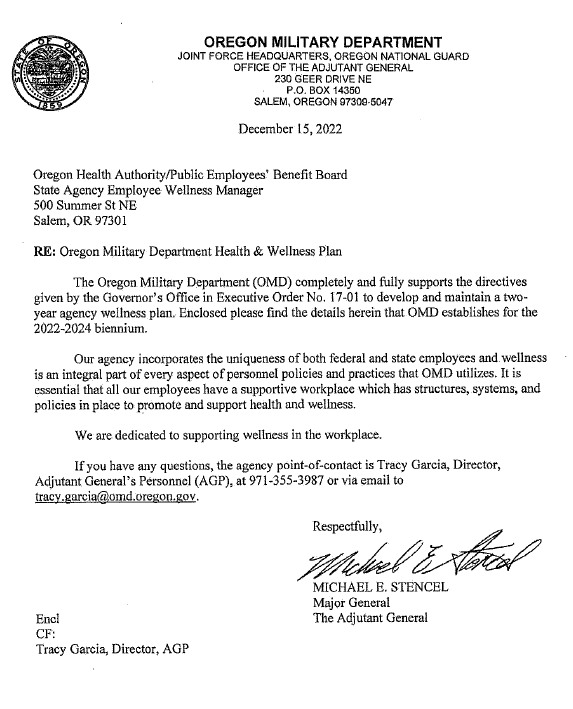 STATE OF OREGON
1859
OREGON MILITARY DEPARTMENT
JOINT FORCE HEADQUARTERS, OREGON NATIONAL GUARD
OFFICE OF THE ADJUTANT GENERAL
230 GEER DRIVE NE
P.O. BOX 14350
SALEM, OREGON 97309-5047
December 15, 2022
Oregon Health Authority/Public Employees' Benefit Board
State Agency Employee Wellness Manager
500 Summer St NE
Salem, OR 97301
RE: Oregon Military Department Health & Wellness Plan
The Oregon Military Department (OMD) completely and fully supports the directives
given by the Governor's Office in Executive Order No. 17-01 to develop and maintain a two-
year agency wellness plan. Enclosed please find the details herein that OMD establishes for the
2022-2024 biennium.
Our agency incorporates the uniqueness of both federal and state employees and wellness
is an integral part of every aspect of personnel policies and practices that OMD utilizes. It is
essential that all our employees have a supportive workplace which has structures, systems, and
policies in place to promote and support health and wellness.
We are dedicated to supporting wellness in the workplace.
If you have any questions, the agency point-of-contact is Tracy Garcia, Director,
Adjutant General's Personnel (AGP), at 971-355-3987 or via email to
tracy.garcia@omd.oregon.gov.
Respectfully,
Michael E Stencel
MICHAEL E. STENCEL
Major General
The Adjutant General
Encl
CF:
Tracy Garcia, Director, AGP